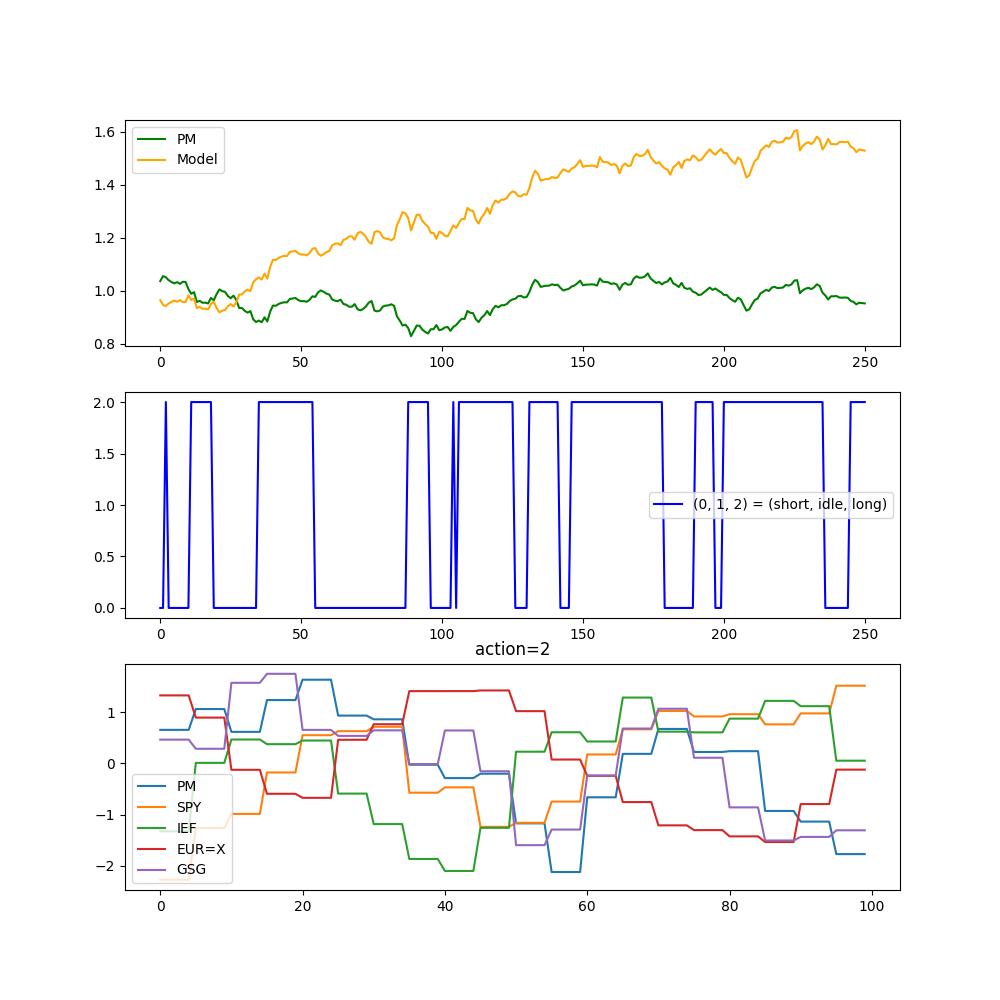 1.6
1.4
1.2
1.0
0.8
PM
Model
0 50 100 150 200 250
2.0
1.5
1.0
0.5
0.0
(0, 1, 2) = (short, idle, long)
0 50 100 150 200 250
action=2
1
0
−1
−2
PM
SPY
IEF
EUR=X
GSG
0 20 40 60 80 100